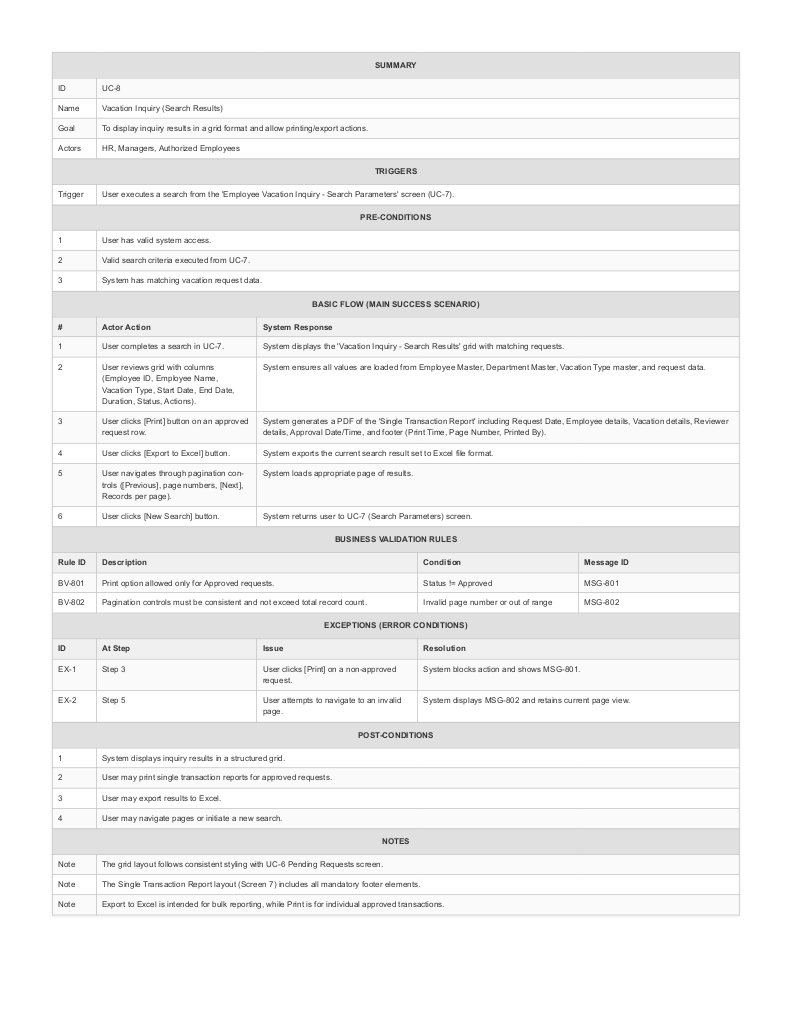 SUMMARY
ID UC-8
Name Vacation Inquiry (Search Results)
Goal To display inquiry results in a grid format and allow printing/export actions.
Actors HR, Managers, Authorized Employees
TRIGGERS
Trigger User executes a search from the 'Employee Vacation Inquiry - Search Parameters' screen (UC-7).
PRE-CONDITIONS
1 User has valid system access.
2 Valid search criteria executed from UC-7.
3 System has matching vacation request data.
BASIC FLOW (MAIN SUCCESS SCENARIO)
# Actor Action System Response
1 User completes a search in UC-7. System displays the 'Vacation Inquiry - Search Results' grid with matching requests.
2 User reviews grid with columns
(Employee ID, Employee Name,
Vacation Type, Start Date, End Date,
Duration, Status, Actions).
System ensures all values are loaded from Employee Master, Department Master, Vacation Type master, and request data.
3 User clicks [Print] button on an approved
request row.
System generates a PDF of the 'Single Transaction Report' including Request Date, Employee details, Vacation details, Reviewer
details, Approval Date/Time, and footer (Print Time, Page Number, Printed By).
4 User clicks [Export to Excel] button. System exports the current search result set to Excel file format.
5 User navigates through pagination con-
trols ([Previous], page numbers, [Next],
Records per page).
System loads appropriate page of results.
6 User clicks [New Search] button. System returns user to UC-7 (Search Parameters) screen.
BUSINESS VALIDATION RULES
Rule ID Description Condition Message ID
BV-801 Print option allowed only for Approved requests. Status != Approved MSG-801
BV-802 Pagination controls must be consistent and not exceed total record count. Invalid page number or out of range MSG-802
EXCEPTIONS (ERROR CONDITIONS)
ID At Step Issue Resolution
EX-1 Step 3 User clicks [Print] on a non-approved
request.
System blocks action and shows MSG-801.
EX-2 Step 5 User attempts to navigate to an invalid
page.
System displays MSG-802 and retains current page view.
POST-CONDITIONS
1 System displays inquiry results in a structured grid.
2 User may print single transaction reports for approved requests.
3 User may export results to Excel.
4 User may navigate pages or initiate a new search.
NOTES
Note The grid layout follows consistent styling with UC-6 Pending Requests screen.
Note The Single Transaction Report layout (Screen 7) includes all mandatory footer elements.
Note Export to Excel is intended for bulk reporting, while Print is for individual approved transactions.